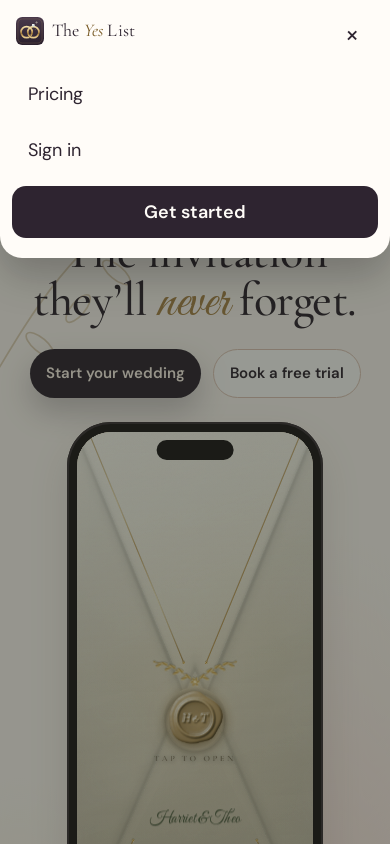 The Yes List
×
Pricing
Sign in
Get started
The invitation
they’ll never forget.
Start your wedding
Book a free trial
H&T
TAP TO OPEN
Harriet & Theo